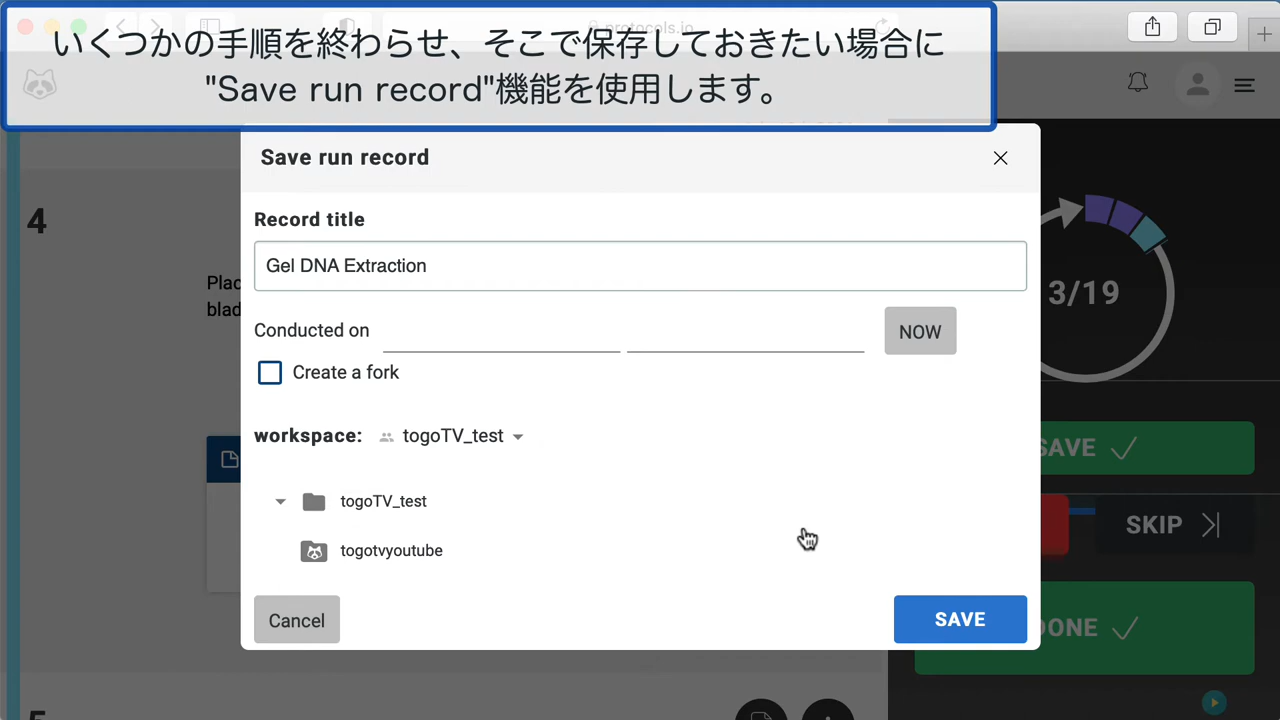 いくつかの手順を終わらせ、そこで保存しておきたい場合に
"Save run record"機能を使用します。
protocols.io
Save run record
4
Record title
Gel DNA Extraction
3/19
Conducted on
NOW
Create a fork
workspace: togoTV_test
SAVE
togoTV_test
SKIP
togotvyoutube
Cancel
SAVE
DONE